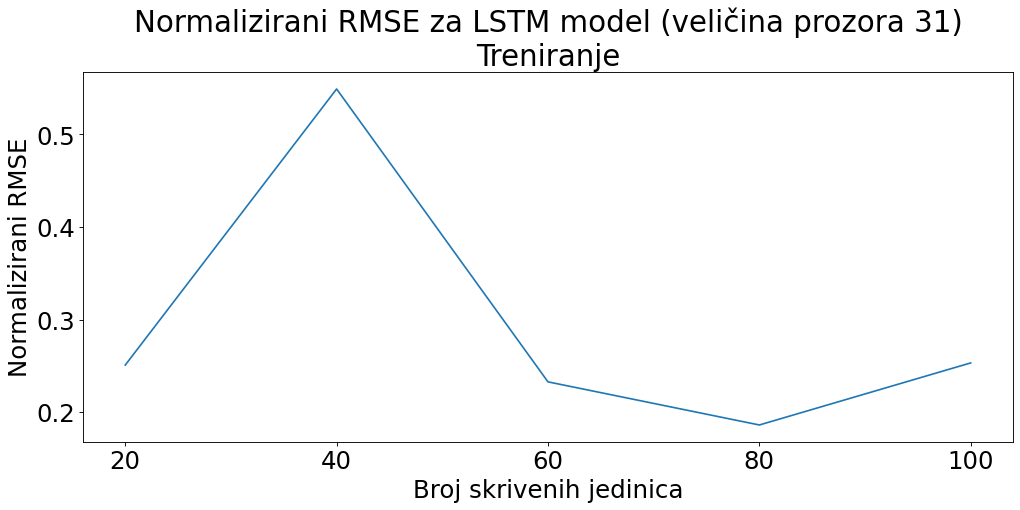 Normalizirani RMSE za LSTM model (veličina prozora 31)
Treniranje
Normalizirani RMSE
0.5
0.4
0.3
0.2
20 40 60 80 100
Broj skrivenih jedinica